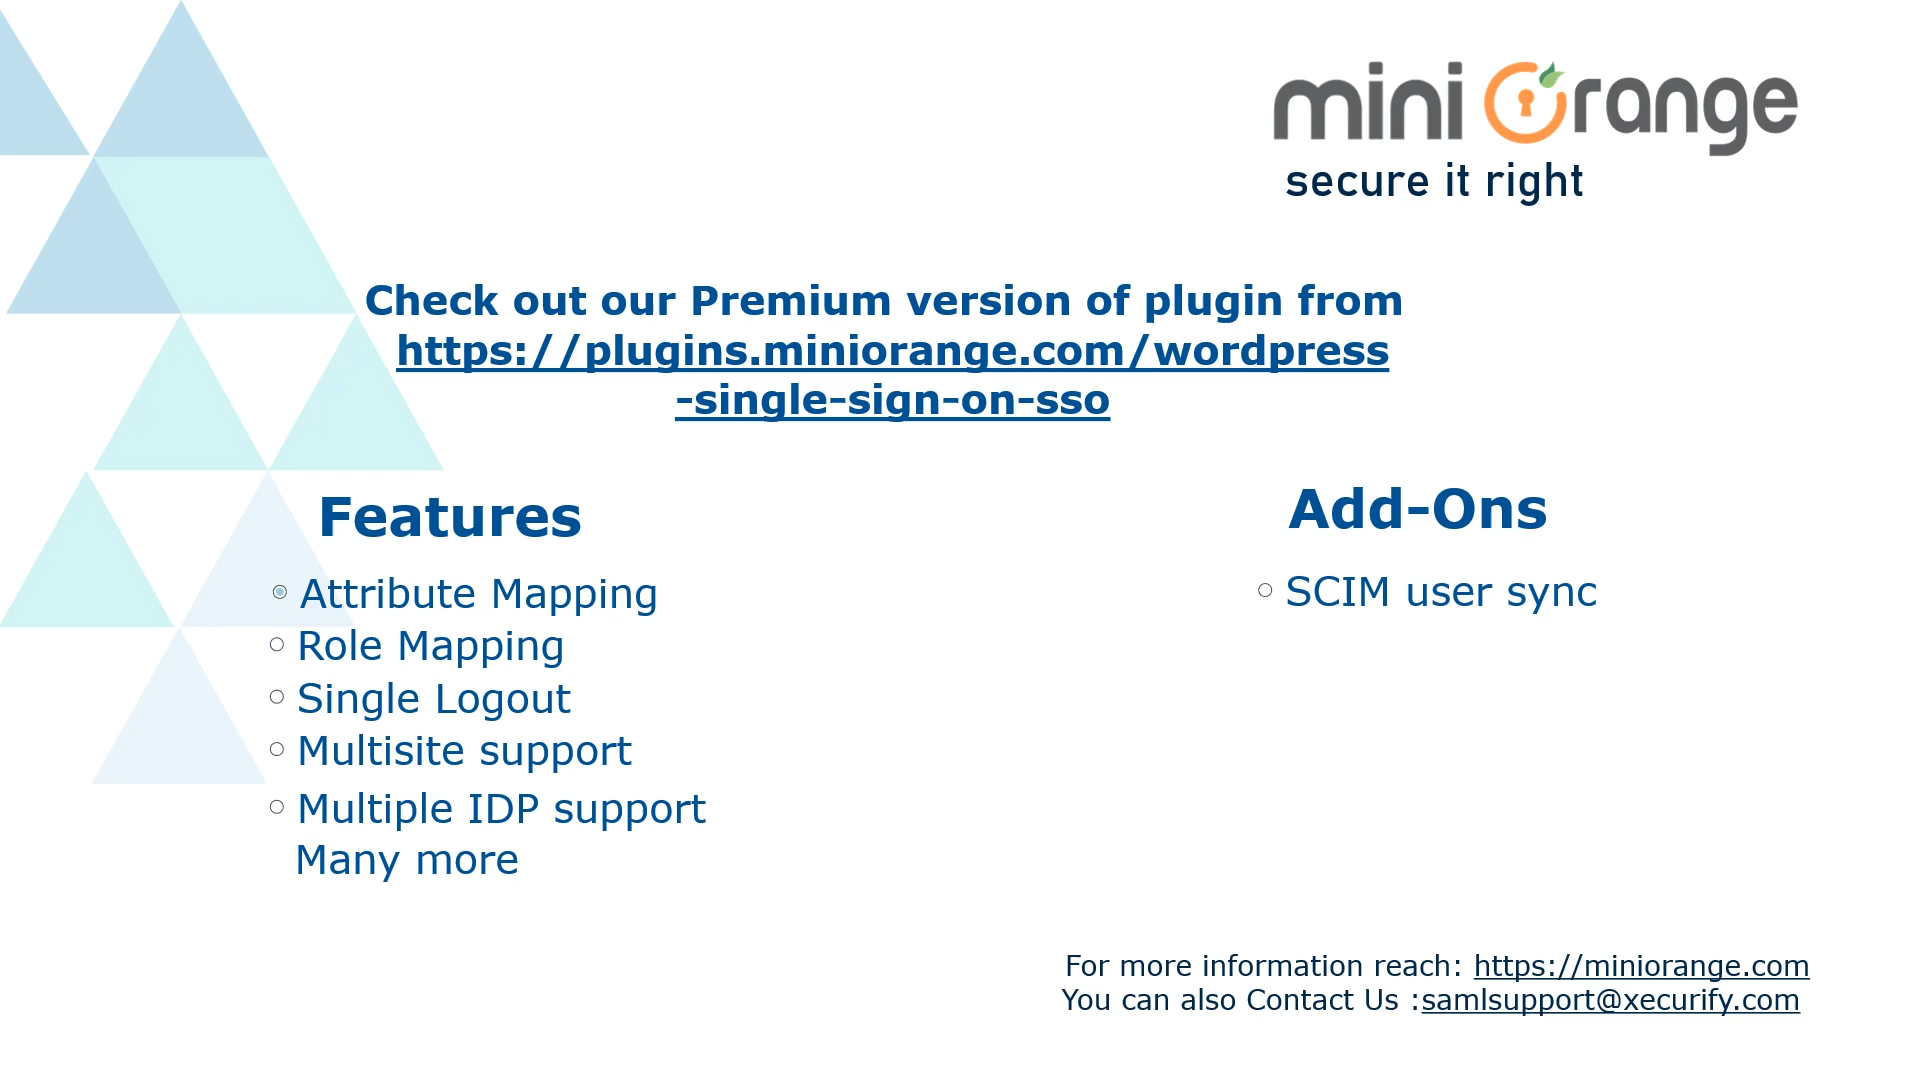 mini Orange
secure it right
Check out our Premium version of plugin from
https://plugins.miniorange.com/wordpress
-single-sign-on-sso
Features
Attribute Mapping
Role Mapping
Single Logout
Multisite support
Multiple IDP support
Many more
Add-Ons
SCIM user sync
For more information reach: https://miniorange.com
You can also Contact Us :samlsupport@xecurify.com